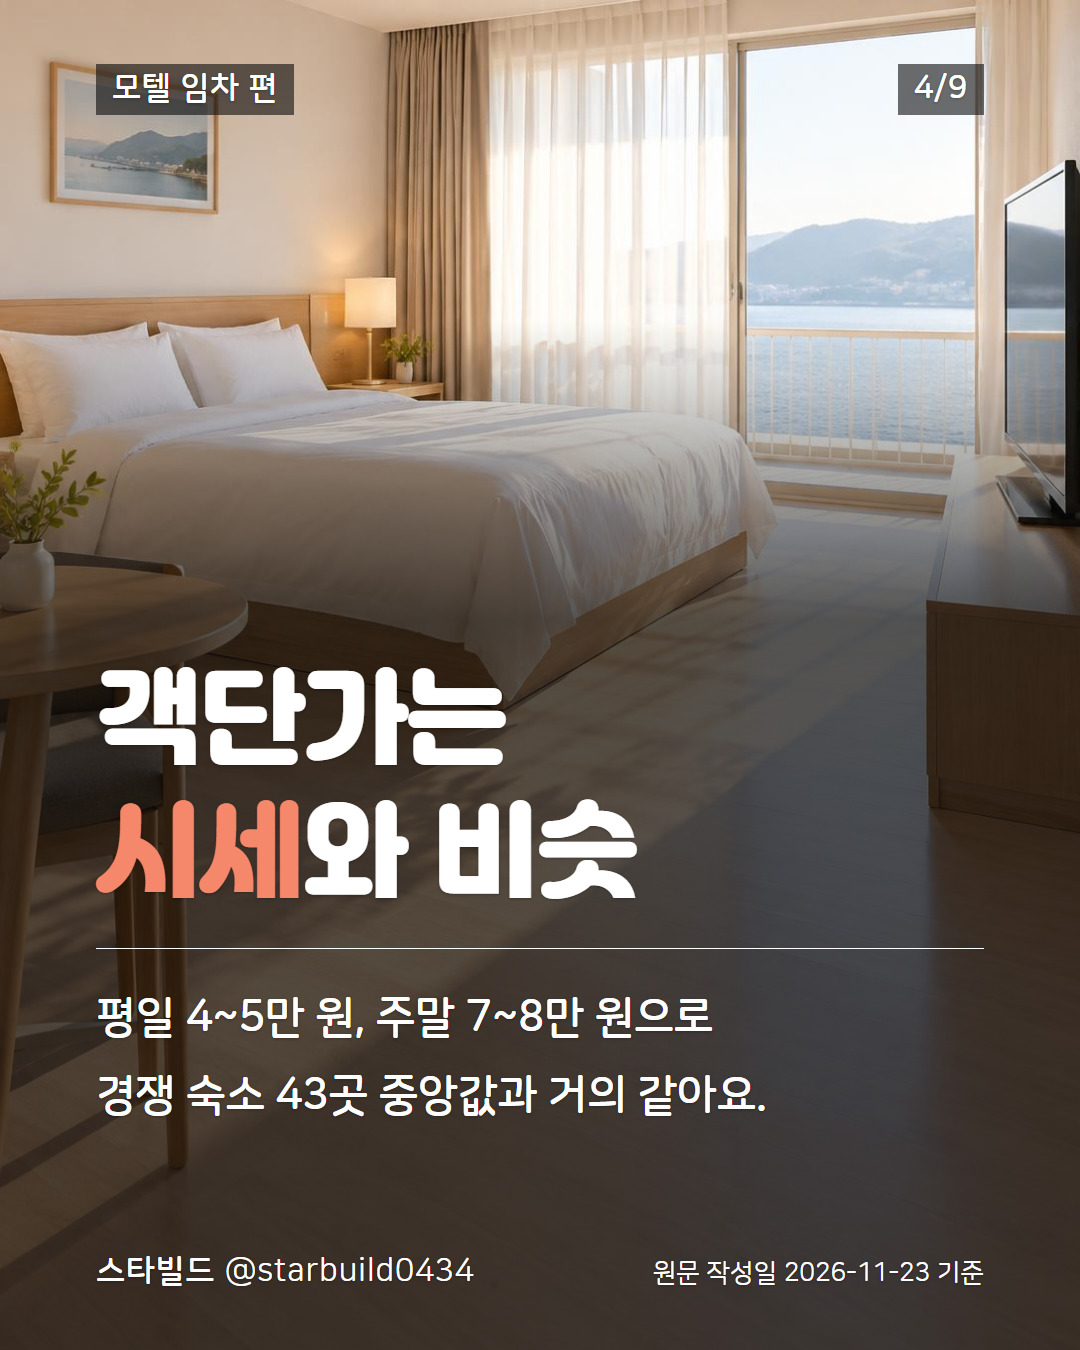 모텔 임차 편
4/9
객단가는
시세와 비슷
평일 4~5만 원, 주말 7~8만 원으로
경쟁 숙소 43곳 중앙값과 거의 같아요.
스타빌드 @starbuild0434
원문 작성일 2026-11-23 기준